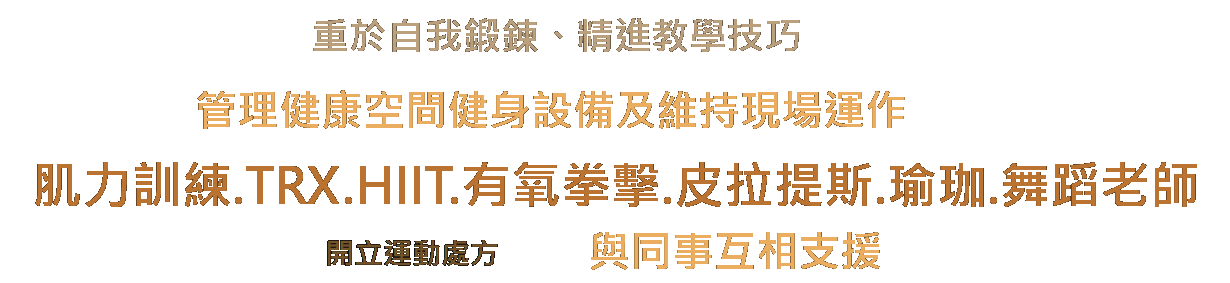 重於自我鍛鍊、精進教學技巧
管理健康空間健身設備及維持現場運作
肌力訓練.TRX.HIIT.有氧拳擊.皮拉提斯.瑜珈.舞蹈老師
開立運動處方 與同事互相支援